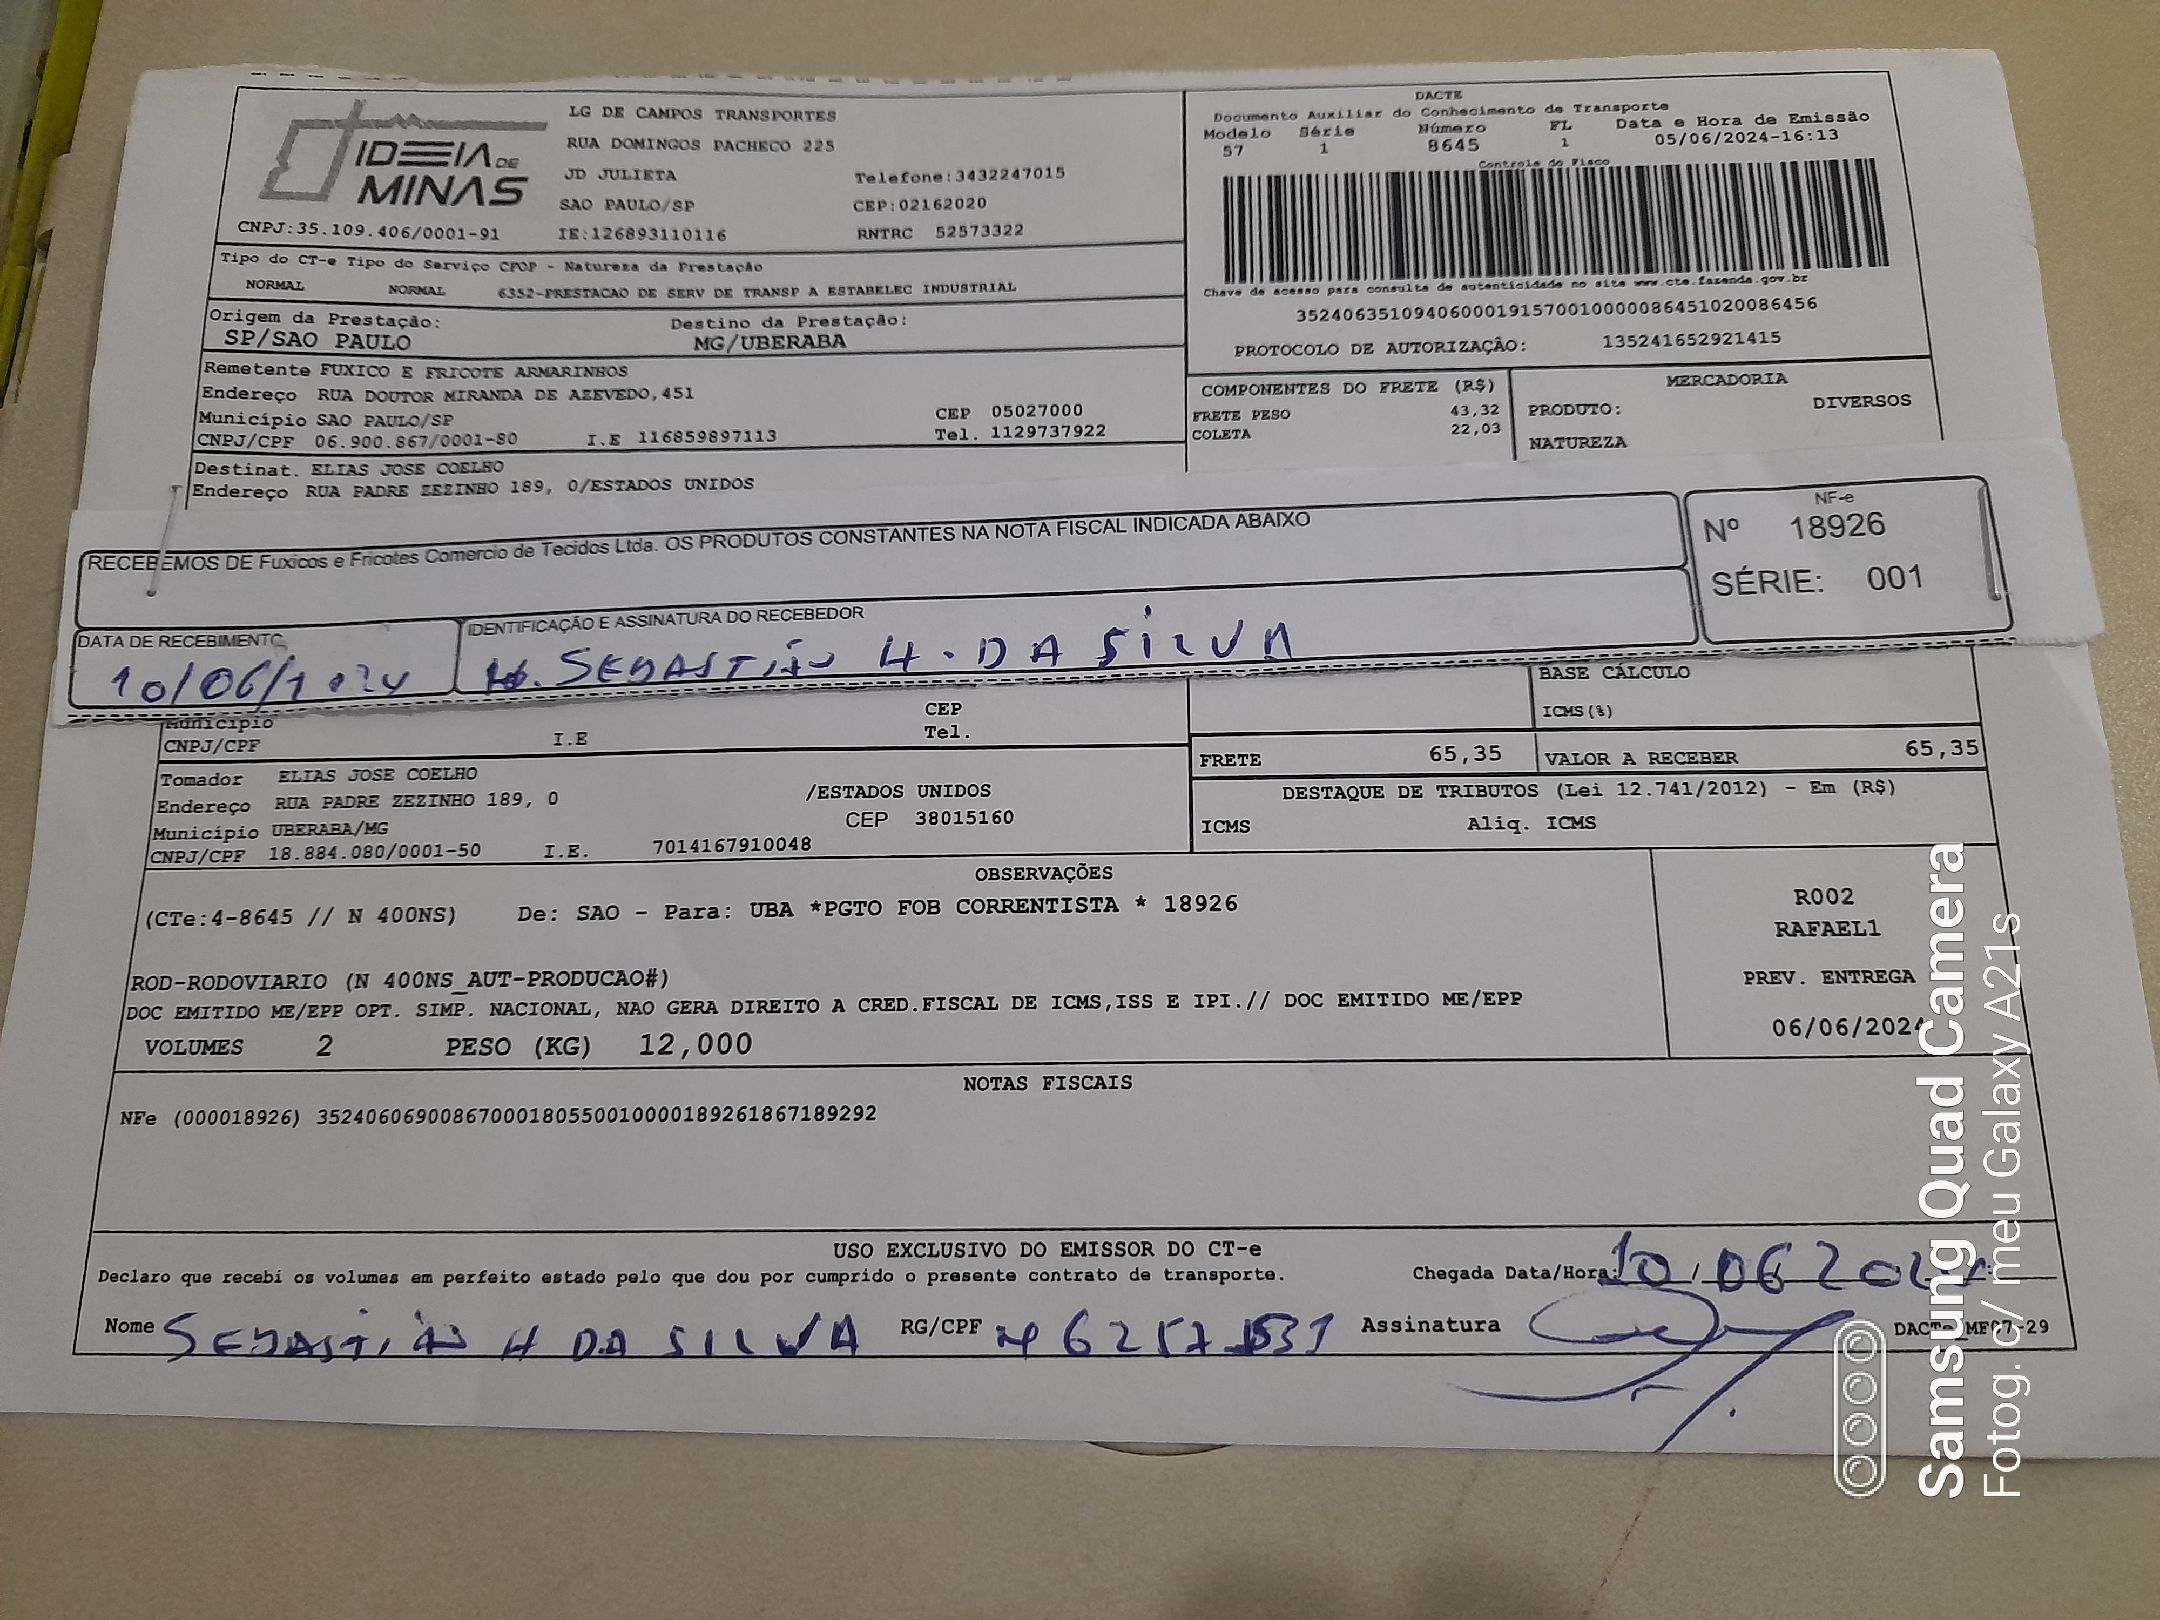 IDEIA DE
MINAS
CNPJ:35.109.406/0001-91
LG DE CAMPOS TRANSPORTES
RUA DOMINGOS PACHECO 225
JD JULIETA Telefone:3432247015
SAO PAULO/SP CEP:02162020
IE:126893110116 RNTRC 52573322
DACTE
Documento Auxiliar do Conhecimento de Transporte
Modelo Série Número FL Data e Hora de Emissão
57 1 8645 1 05/06/2024-16:13
Controle do Fisco
Chave de acesso para consulta de autenticidade no site www.cte.fazenda.gov.br
35240635109406000191570010000086451020086456
PROTOCOLO DE AUTORIZAÇÃO: 135241652921415
Tipo do CT-e Tipo do Serviço CFOP - Natureza da Prestação
NORMAL NORMAL 6352-PRESTACAO DE SERV DE TRANSP A ESTABELEC INDUSTRIAL
Origem da Prestação: Destino da Prestação:
SP/SAO PAULO MG/UBERABA
Remetente FUXICO E FRICOTE ARMARINHOS
Endereço RUA DOUTOR MIRANDA DE AZEVEDO,451
Município SAO PAULO/SP CEP 05027000
CNPJ/CPF 06.900.867/0001-80 I.E 116859897113 Tel. 1129737922
COMPONENTES DO FRETE (R$)
FRETE PESO 43,32
COLETA 22,03
MERCADORIA
PRODUTO: DIVERSOS
NATUREZA
Destinat. ELIAS JOSE COELHO
Endereço RUA PADRE ZEZINHO 189, 0/ESTADOS UNIDOS
RECEBEMOS DE Fuxicos e Fricotes Comercio de Tecidos Ltda. OS PRODUTOS CONSTANTES NA NOTA FISCAL INDICADA ABAIXO
NF-e
Nº 18926
SÉRIE: 001
DATA DE RECEBIMENTO IDENTIFICAÇÃO E ASSINATURA DO RECEBEDOR
10/06/ SEBASTIÃO H. DA SILVA
Município CEP
CNPJ/CPF I.E Tel.
BASE CÁLCULO
ICMS(%)
FRETE 65,35 VALOR A RECEBER 65,35
Tomador ELIAS JOSE COELHO
Endereço RUA PADRE ZEZINHO 189, 0 /ESTADOS UNIDOS
Município UBERABA/MG CEP 38015160
CNPJ/CPF 18.884.080/0001-50 I.E. 7014167910048
DESTAQUE DE TRIBUTOS (Lei 12.741/2012) - Em (R$)
ICMS Aliq. ICMS
OBSERVAÇÕES
(CTe:4-8645 // N 400NS) De: SAO - Para: UBA *PGTO FOB CORRENTISTA * 18926
ROD-RODOVIARIO (N 400NS_AUT-PRODUCAO#)
DOC EMITIDO ME/EPP OPT. SIMP. NACIONAL, NAO GERA DIREITO A CRED.FISCAL DE ICMS,ISS E IPI.// DOC EMITIDO ME/EPP
VOLUMES 2 PESO (KG) 12,000
R002
RAFAEL1
PREV. ENTREGA
06/06/2024
NOTAS FISCAIS
NFe (000018926) 35240606900867000180550010000189261867189292
USO EXCLUSIVO DO EMISSOR DO CT-e
Declaro que recebi os volumes em perfeito estado pelo que dou por cumprido o presente contrato de transporte. Chegada Data/Hora: 10/06 2024
Nome SEBASTIÃO H DA SILVA RG/CPF Assinatura
Samsung Quad Camera
Fotog. c/ meu Galaxy A21s